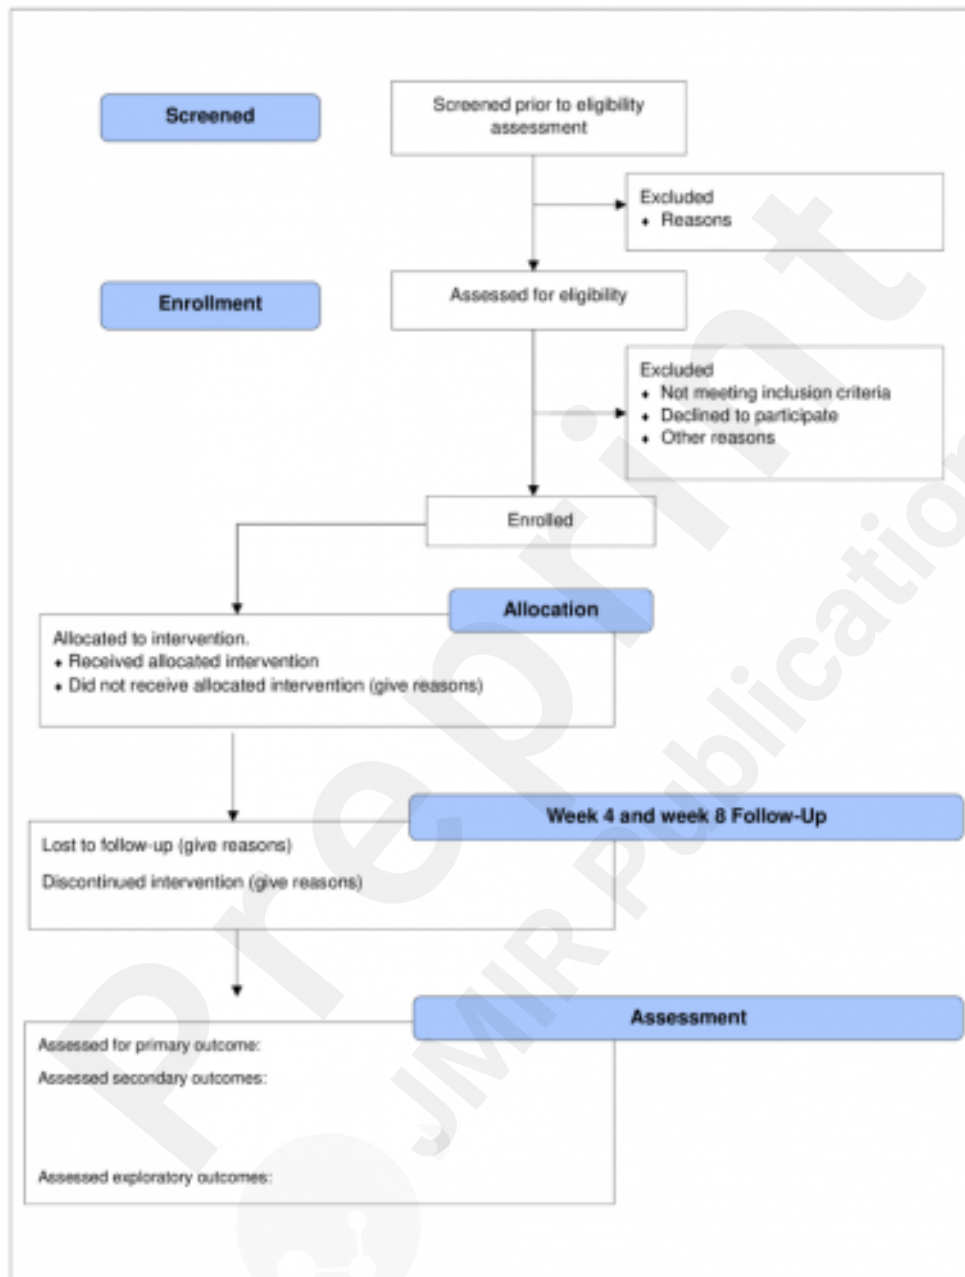 Screened
Screened prior to eligibility
assessment
Excluded
♦ Reasons
Enrollment
Assessed for eligibility
Excluded
♦ Not meeting inclusion criteria
♦ Declined to participate
♦ Other reasons
Enrolled
Allocation
Allocated to intervention.
♦ Received allocated intervention
♦ Did not receive allocated intervention (give reasons)
Week 4 and week 8 Follow-Up
Lost to follow-up (give reasons)
Discontinued intervention (give reasons)
Assessment
Assessed for primary outcome:
Assessed secondary outcomes:
Assessed exploratory outcomes:
Preprint
JMIR Publication